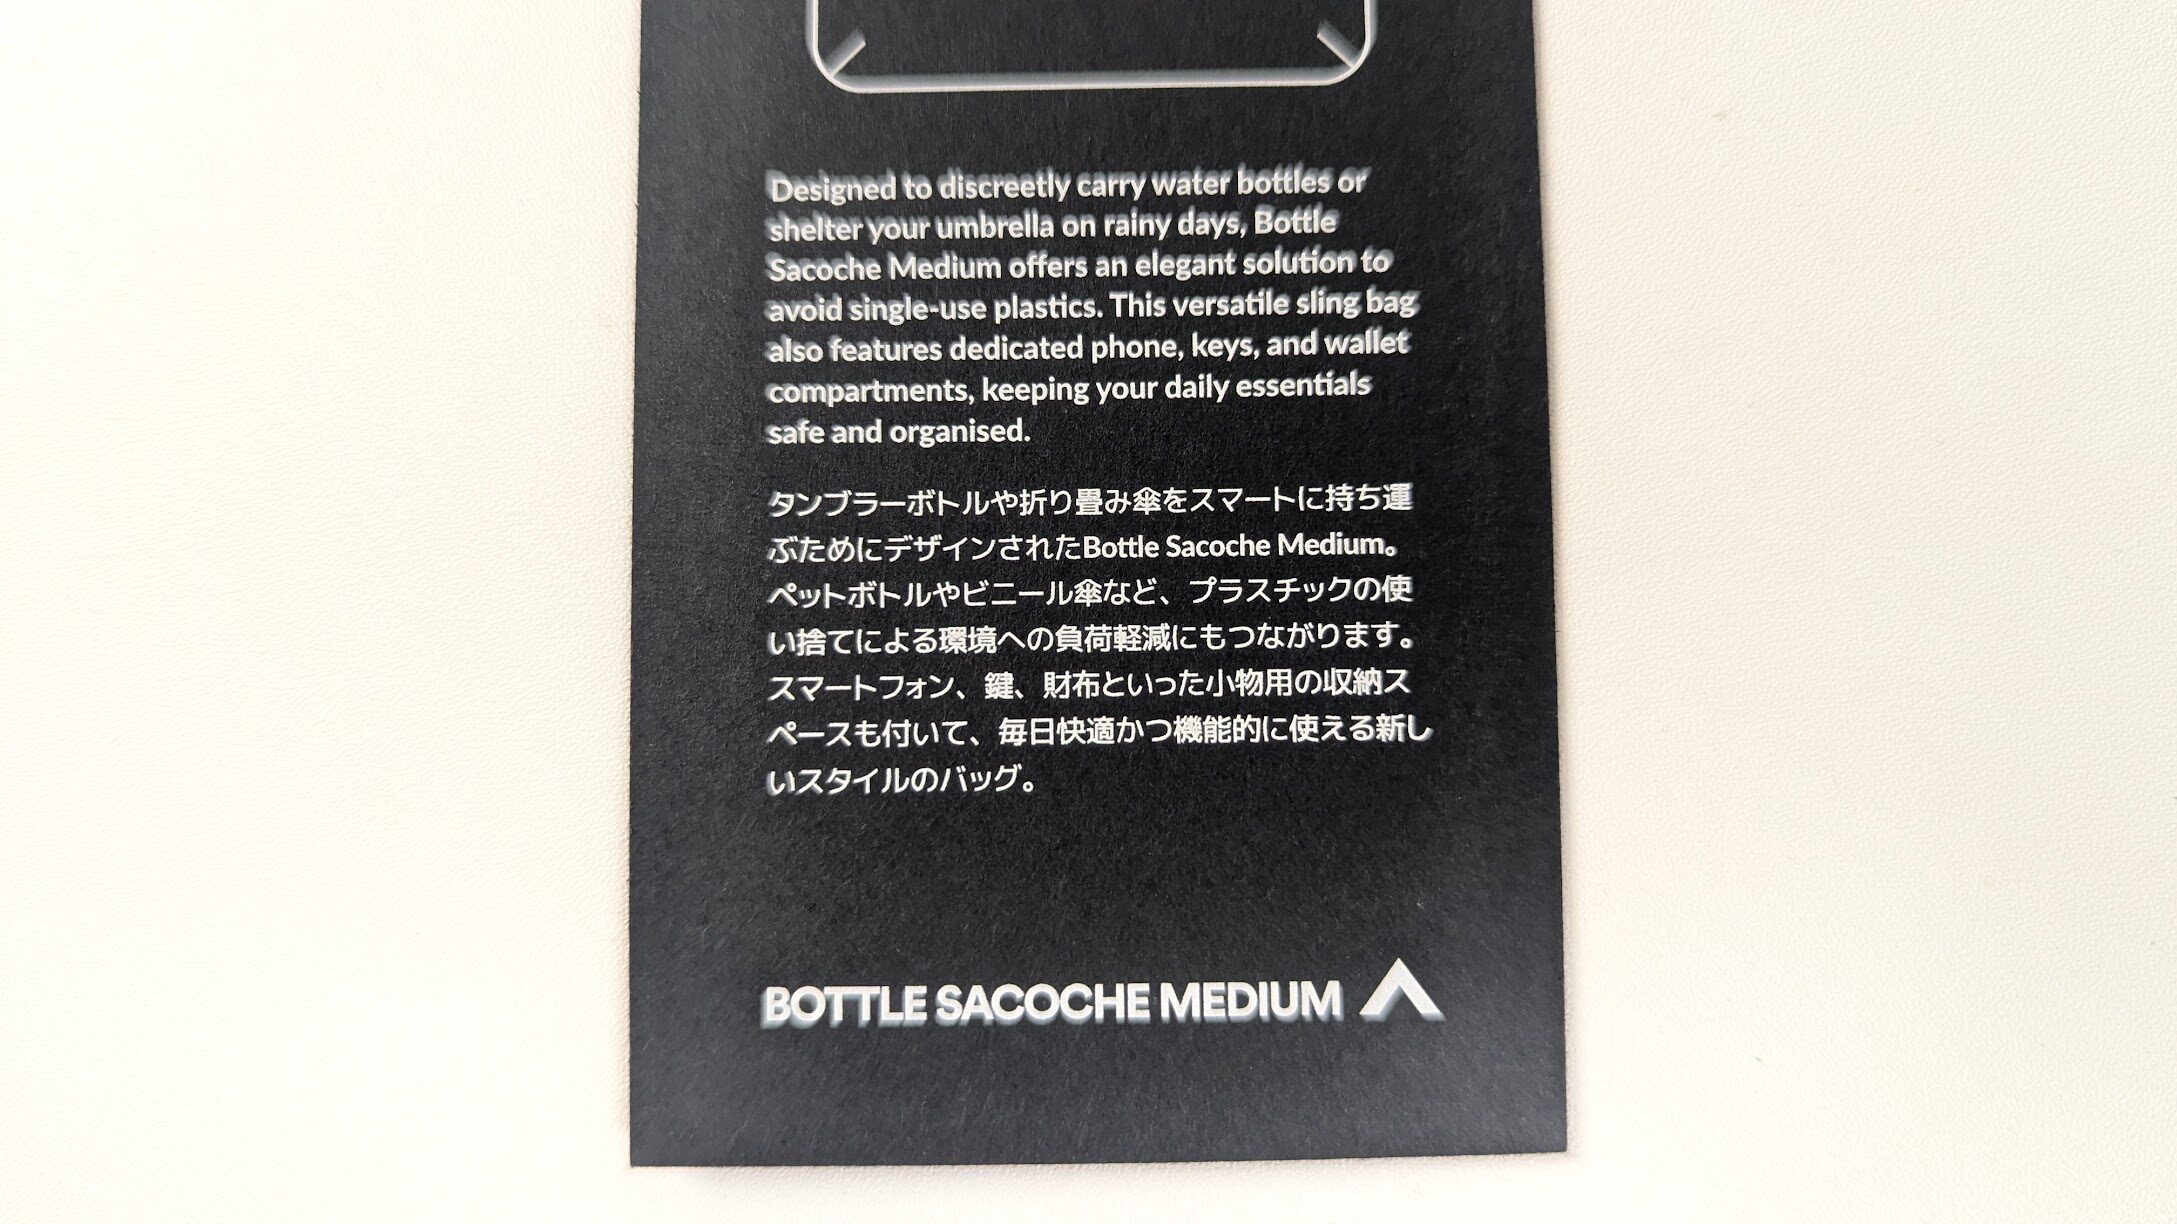 Designed to discreetly carry water bottles or
shelter your umbrella on rainy days, Bottle
Sacoche Medium offers an elegant solution to
avoid single-use plastics. This versatile sling bag
also features dedicated phone, keys, and wallet
compartments, keeping your daily essentials
safe and organised.
タンブラーボトルや折り畳み傘をスマートに持ち運
ぶためにデザインされたBottle Sacoche Medium。
ペットボトルやビニール傘など、プラスチックの使
い捨てによる環境への負荷軽減にもつながります。
スマートフォン、鍵、財布といった小物用の収納ス
ペースも付いて、毎日快適かつ機能的に使える新し
いスタイルのバッグ。
BOTTLE SACOCHE MEDIUM